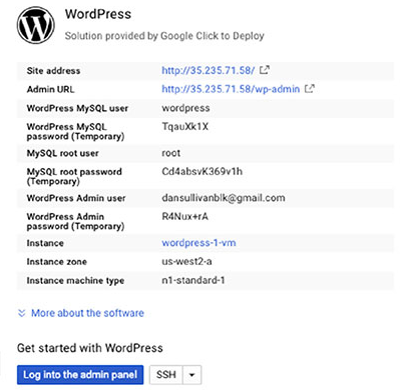 WordPress
Solution provided by Google Click to Deploy
Site address http://35.235.71.58/
Admin URL http://35.235.71.58/wp-admin
WordPress MySQL user wordpress
WordPress MySQL password (Temporary) TqauXk1X
MySQL root user root
MySQL root password (Temporary) Cd4absvK369v1h
WordPress Admin user dansullivanblk@gmail.com
WordPress Admin password (Temporary) R4Nux+rA
Instance wordpress-1-vm
Instance zone us-west2-a
Instance machine type n1-standard-1
More about the software
Get started with WordPress
Log into the admin panel SSH